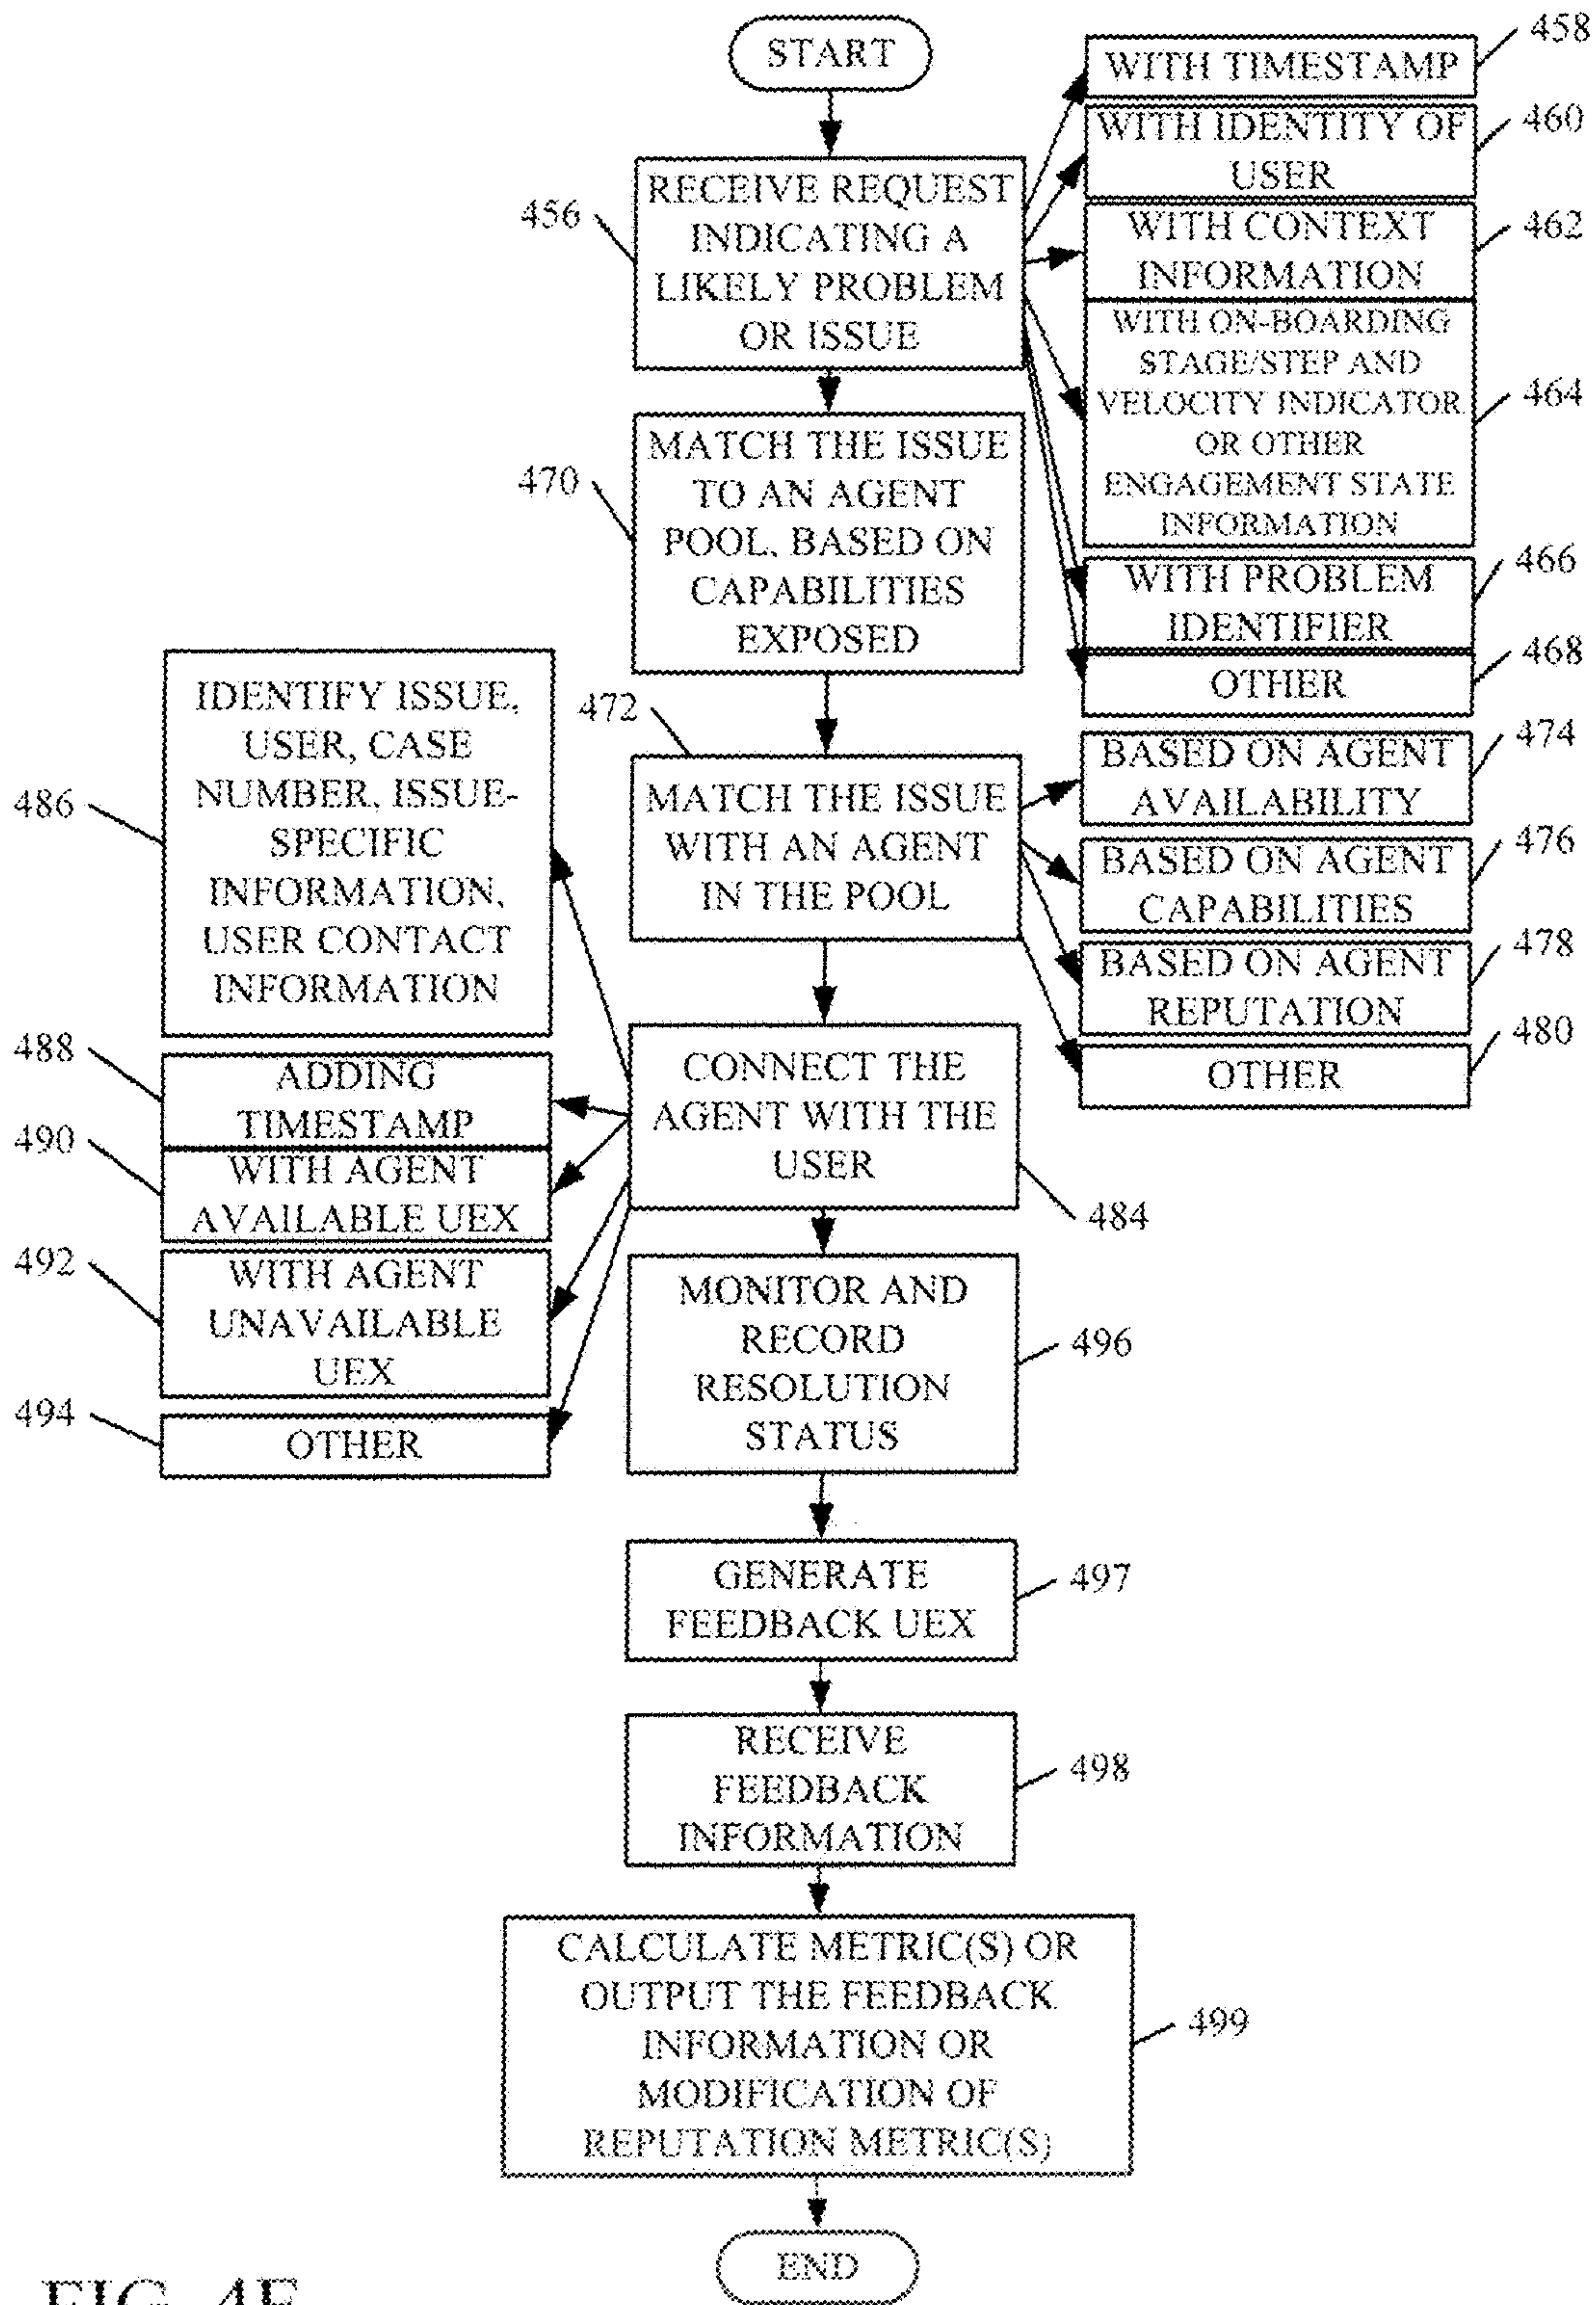 START
458
WITH TIMESTAMP
460
WITH IDENTITY OF
USER
456
RECEIVE REQUEST
INDICATING A
LIKELY PROBLEM
OR ISSUE
462
WITH CONTEXT
INFORMATION
WITH ON-BOARDING
STAGE/STEP AND
VELOCITY INDICATOR
OR OTHER
ENGAGEMENT STATE
INFORMATION
464
470
MATCH THE ISSUE
TO AN AGENT
POOL, BASED ON
CAPABILITIES
EXPOSED
466
WITH PROBLEM
IDENTIFIER
468
OTHER
472
MATCH THE ISSUE
WITH AN AGENT
IN THE POOL
474
BASED ON AGENT
AVAILABILITY
476
BASED ON AGENT
CAPABILITIES
478
BASED ON AGENT
REPUTATION
480
OTHER
486
IDENTIFY ISSUE,
USER, CASE
NUMBER, ISSUE-
SPECIFIC
INFORMATION,
USER CONTACT
INFORMATION
488
ADDING
TIMESTAMP
490
WITH AGENT
AVAILABLE UEX
492
WITH AGENT
UNAVAILABLE
UEX
494
OTHER
CONNECT THE
AGENT WITH THE
USER
484
MONITOR AND
RECORD
RESOLUTION
STATUS
496
GENERATE
FEEDBACK UEX
497
RECEIVE
FEEDBACK
INFORMATION
498
CALCULATE METRIC(S) OR
OUTPUT THE FEEDBACK
INFORMATION OR
MODIFICATION OF
REPUTATION METRIC(S)
499
END